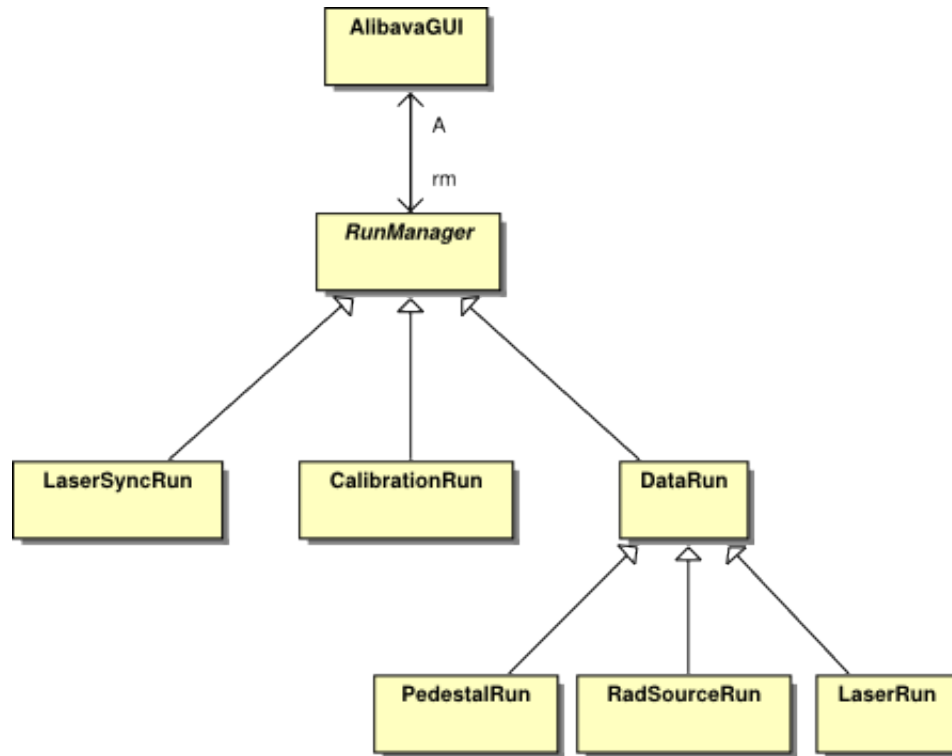 AlibavaGUI
A
rm
RunManager
LaserSyncRun
CalibrationRun
DataRun
PedestalRun
RadSourceRun
LaserRun